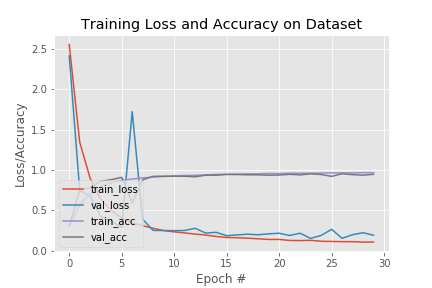 Training Loss and Accuracy on Dataset
Loss/Accuracy
2.5
2.0
1.5
1.0
0.5
0.0
train_loss
val_loss
train_acc
val_acc
0 5 10 15 20 25 30
Epoch #